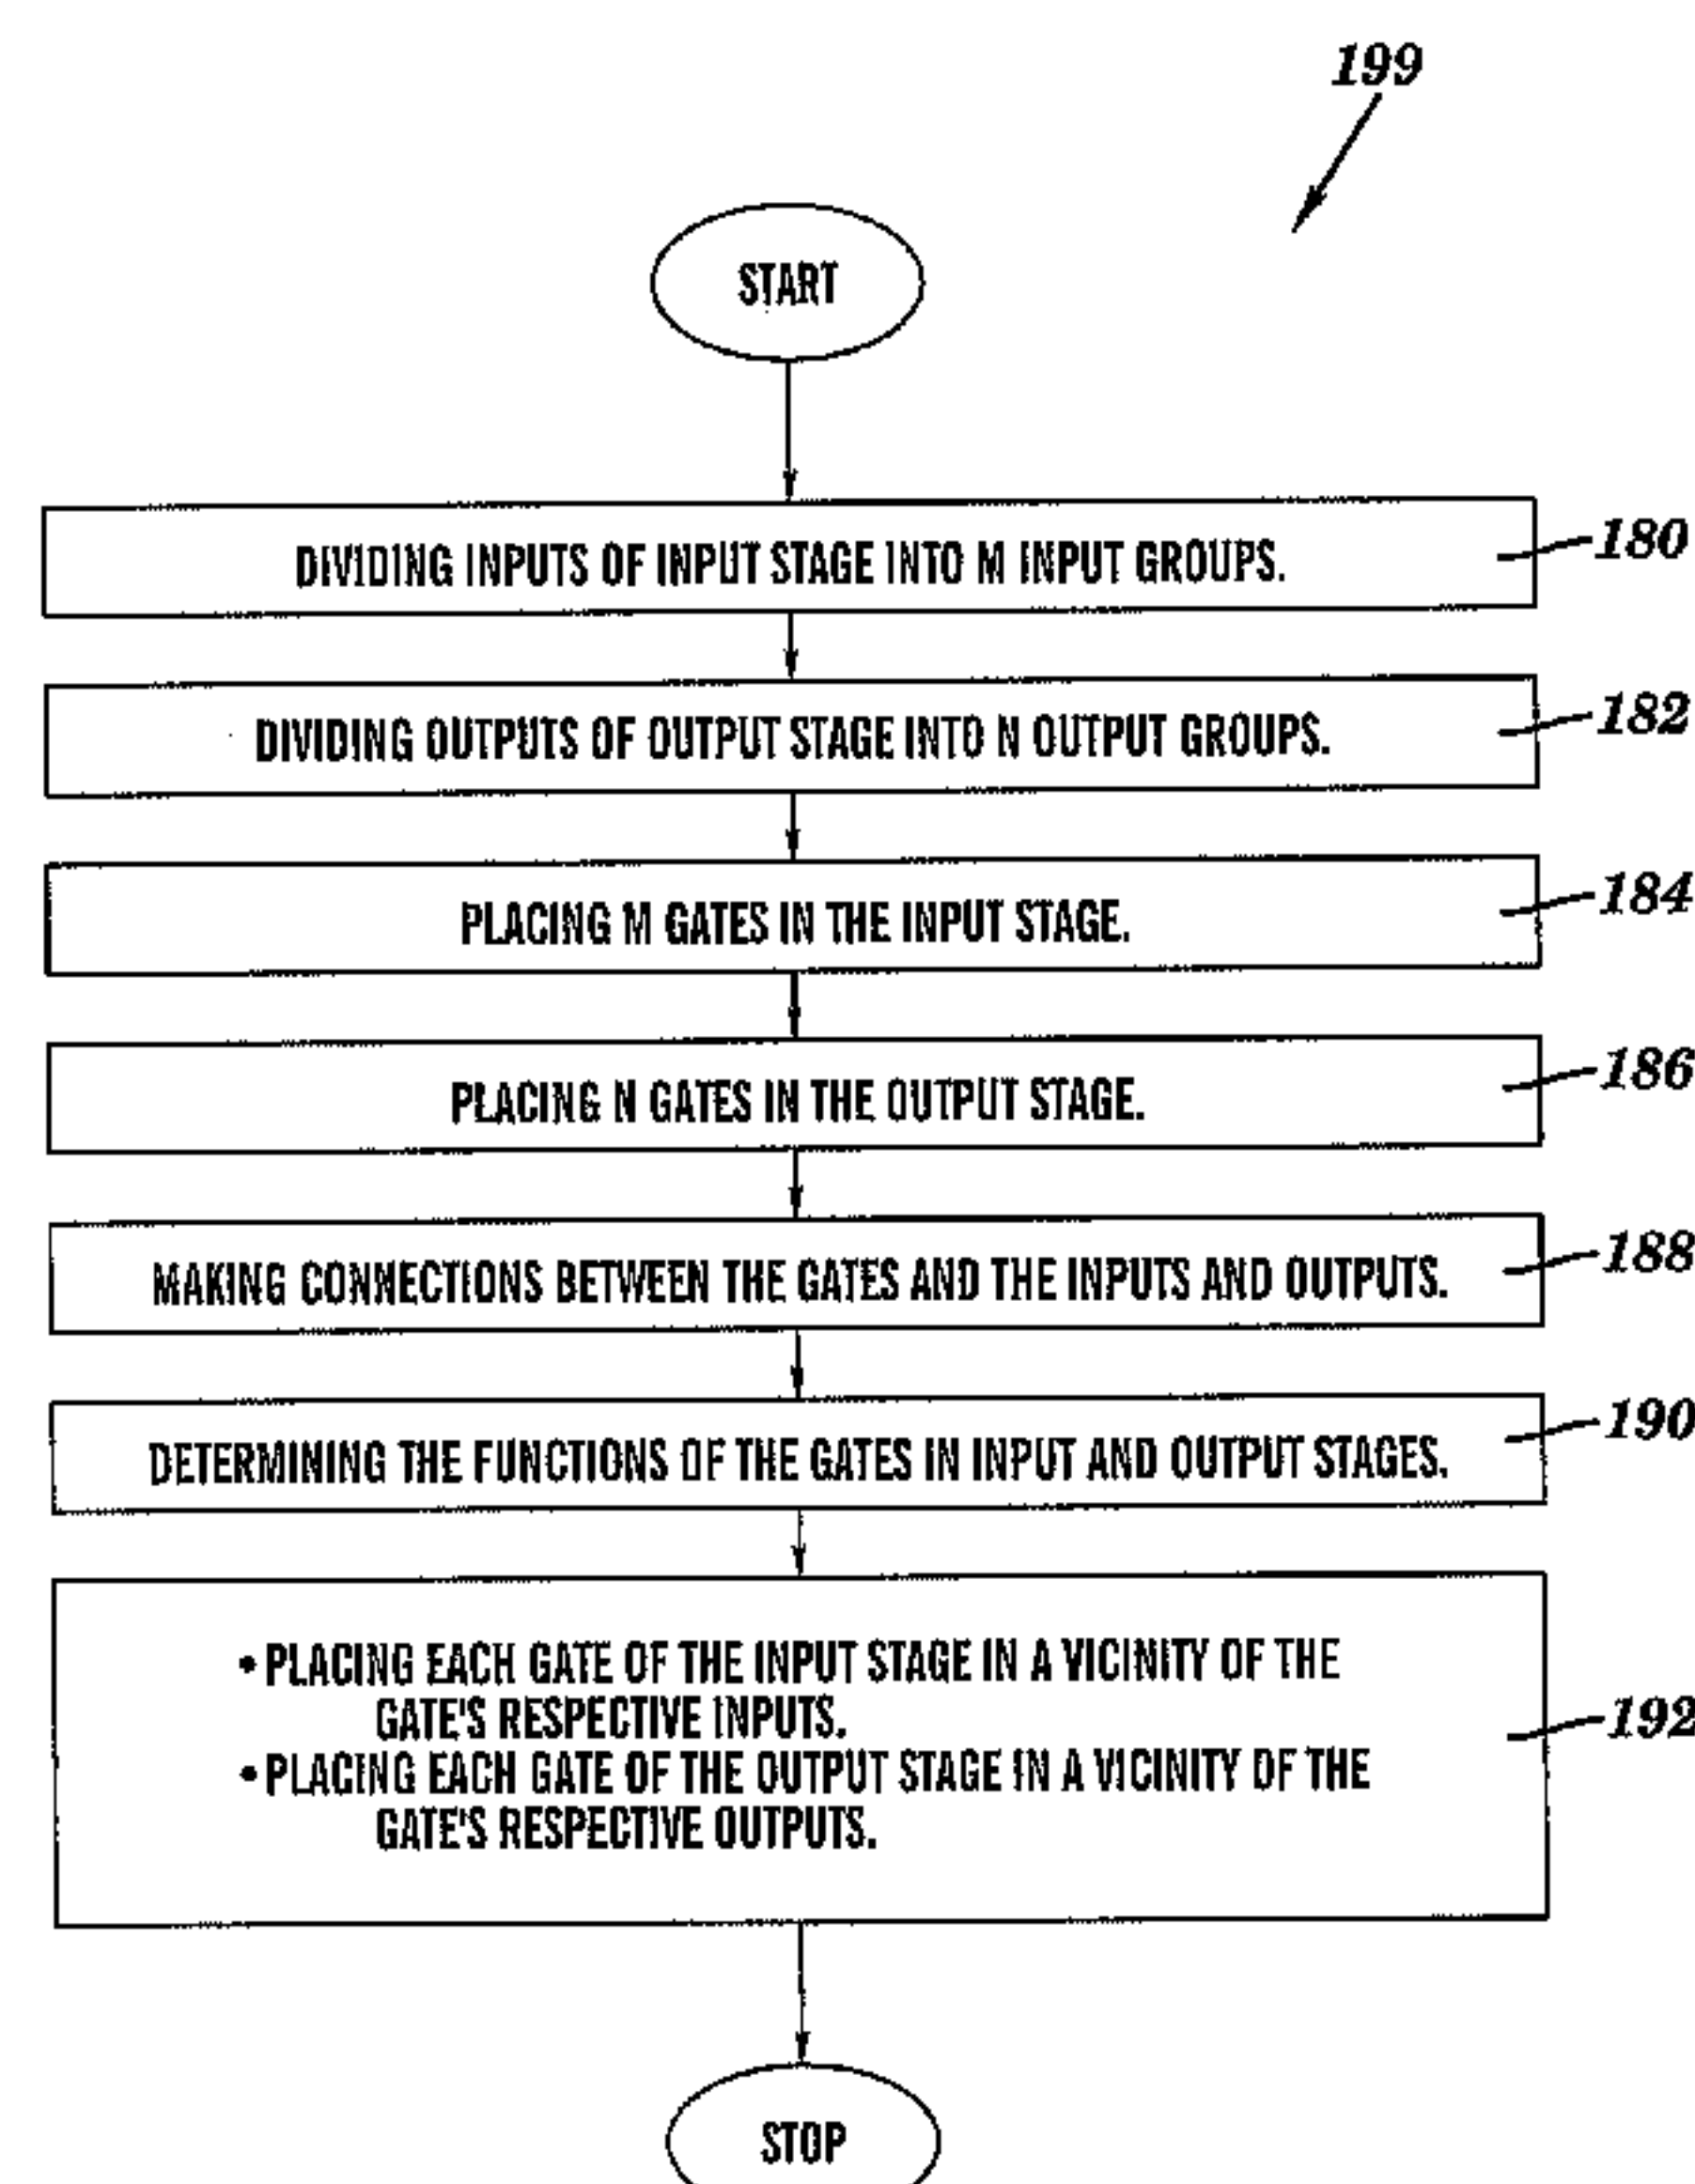 199
START
DIVIDING INPUTS OF INPUT STAGE INTO M INPUT GROUPS.
180
DIVIDING OUTPUTS OF OUTPUT STAGE INTO N OUTPUT GROUPS.
182
PLACING M GATES IN THE INPUT STAGE.
184
PLACING N GATES IN THE OUTPUT STAGE.
186
MAKING CONNECTIONS BETWEEN THE GATES AND THE INPUTS AND OUTPUTS.
188
DETERMINING THE FUNCTIONS OF THE GATES IN INPUT AND OUTPUT STAGES.
190
• PLACING EACH GATE OF THE INPUT STAGE IN A VICINITY OF THE
GATE'S RESPECTIVE INPUTS.
• PLACING EACH GATE OF THE OUTPUT STAGE IN A VICINITY OF THE
GATE'S RESPECTIVE OUTPUTS.
192
STOP